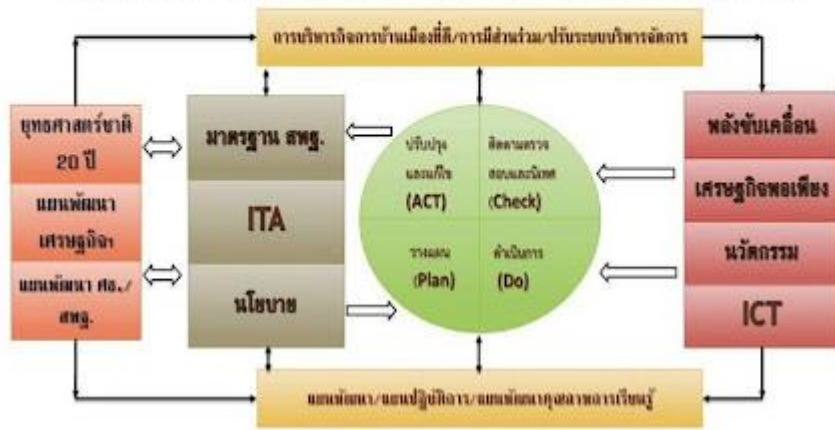 การบริหารกิจการบ้านเมืองที่ดี/การมีส่วนร่วม/ปรับระบบบริหารจัดการ
ยุทธศาสตร์ชาติ
20 ปี
แผนพัฒนา
เศรษฐกิจฯ
แผนพัฒนา ศธ./
สพฐ.
มาตรฐาน สพฐ.
ITA
นโยบาย
ปรับปรุง
และแก้ไข
(ACT)
ติดตามตรวจ
สอบและนิเทศ
(Check)
วางแผน
(Plan)
ดำเนินการ
(Do)
พลังขับเคลื่อน
เศรษฐกิจพอเพียง
นวัตกรรม
ICT
แผนพัฒนา/แผนปฏิบัติการ/แผนพัฒนาคุณภาพการเรียนรู้